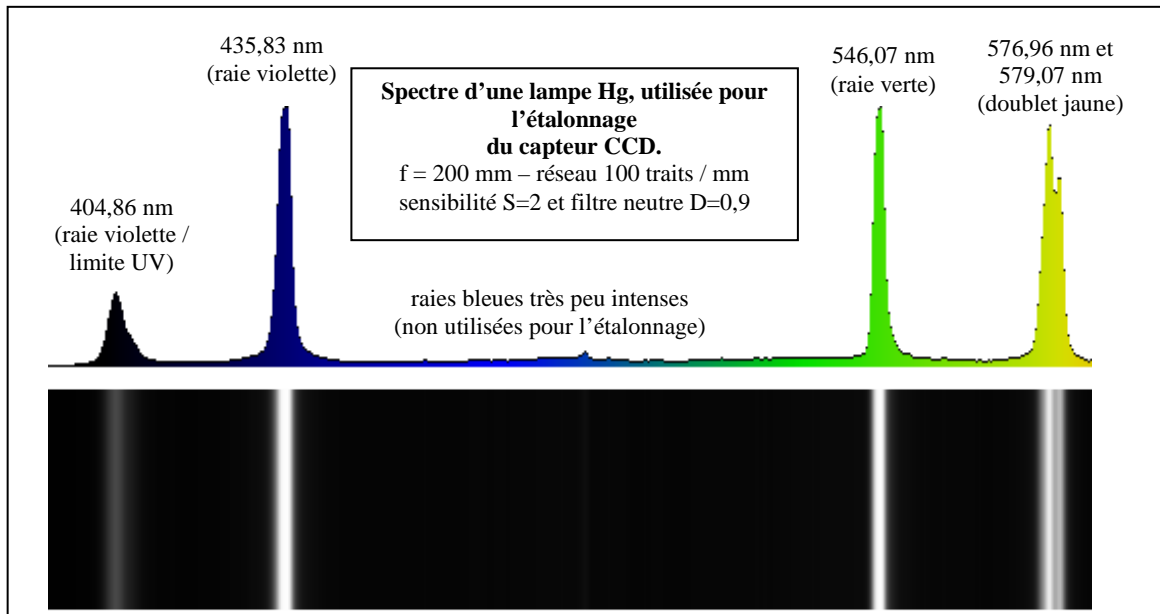 435,83 nm
(raie violette)
546,07 nm
(raie verte)
576,96 nm et
579,07 nm
(doublet jaune)
Spectre d’une lampe Hg, utilisée pour
l’étalonnage
du capteur CCD.
f = 200 mm – réseau 100 traits / mm
sensibilité S=2 et filtre neutre D=0,9
404,86 nm
(raie violette /
limite UV)
raies bleues très peu intenses
(non utilisées pour l’étalonnage)